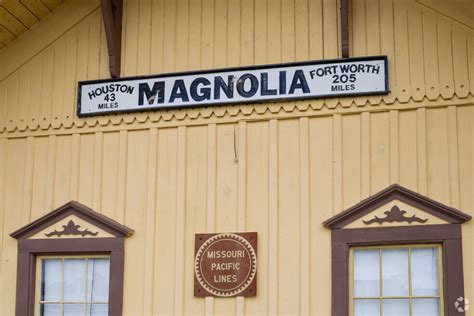 HOUSTON
43
MILES
MAGNOLIA
FORT WORTH
205
MILES
MISSOURI
PACIFIC
LINES